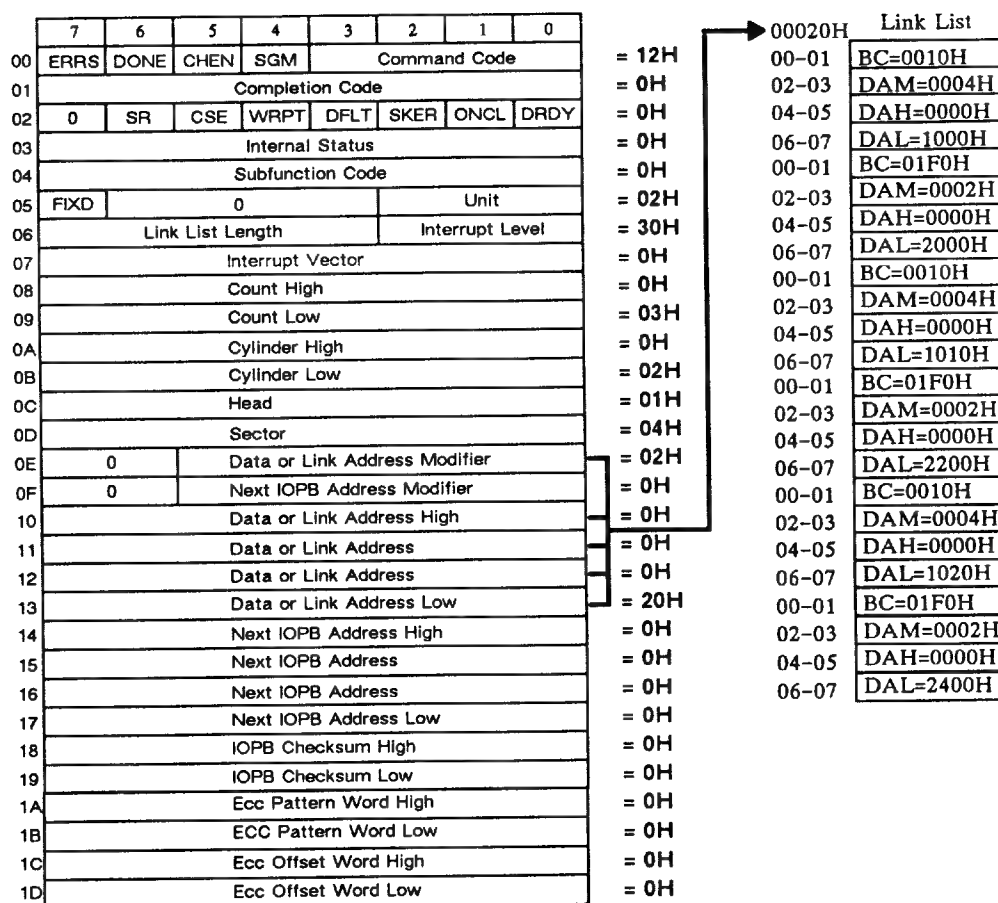 7 6 5 4 3 2 1 0
00 ERRS DONE CHEN SGM Command Code = 12H
01 Completion Code = 0H
02 0 SR CSE WRPT DFLT SKER ONCL DRDY = 0H
03 Internal Status = 0H
04 Subfunction Code = 0H
05 FIXD 0 Unit = 02H
06 Link List Length Interrupt Level = 30H
07 Interrupt Vector = 0H
08 Count High = 0H
09 Count Low = 03H
0A Cylinder High = 0H
0B Cylinder Low = 02H
0C Head = 01H
0D Sector = 04H
0E 0 Data or Link Address Modifier = 02H
0F 0 Next IOPB Address Modifier = 0H
10 Data or Link Address High = 0H
11 Data or Link Address = 0H
12 Data or Link Address = 0H
13 Data or Link Address Low = 20H
14 Next IOPB Address High = 0H
15 Next IOPB Address = 0H
16 Next IOPB Address = 0H
17 Next IOPB Address Low = 0H
18 IOPB Checksum High = 0H
19 IOPB Checksum Low = 0H
1A Ecc Pattern Word High = 0H
1B ECC Pattern Word Low = 0H
1C Ecc Offset Word High = 0H
1D Ecc Offset Word Low = 0H
00020H Link List
00-01 BC=0010H
02-03 DAM=0004H
04-05 DAH=0000H
06-07 DAL=1000H
00-01 BC=01F0H
02-03 DAM=0002H
04-05 DAH=0000H
06-07 DAL=2000H
00-01 BC=0010H
02-03 DAM=0004H
04-05 DAH=0000H
06-07 DAL=1010H
00-01 BC=01F0H
02-03 DAM=0002H
04-05 DAH=0000H
06-07 DAL=2200H
00-01 BC=0010H
02-03 DAM=0004H
04-05 DAH=0000H
06-07 DAL=1020H
00-01 BC=01F0H
02-03 DAM=0002H
04-05 DAH=0000H
06-07 DAL=2400H